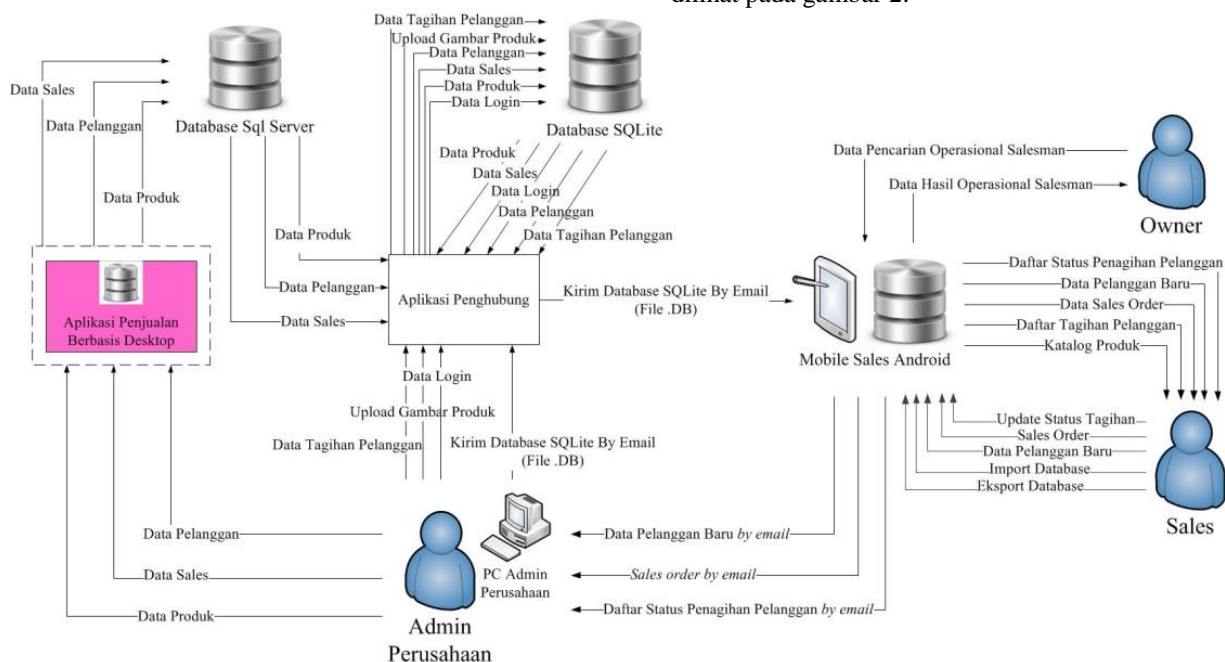 dilihat pada gambar 2.
Data Tagihan Pelanggan
Upload Gambar Produk
Data Pelanggan
Data Sales
Data Produk
Data Login
Data Sales
Data Pelanggan
Data Produk
Database Sql Server
Database SQLite
Data Produk
Data Sales
Data Login
Data Pelanggan
Data Tagihan Pelanggan
Data Pencarian Operasional Salesman
Data Hasil Operasional Salesman
Owner
Data Produk
Data Pelanggan
Data Sales
Aplikasi Penjualan
Berbasis Desktop
Aplikasi Penghubung
Kirim Database SQLite By Email
(File .DB)
Mobile Sales Android
Daftar Status Penagihan Pelanggan
Data Pelanggan Baru
Data Sales Order
Daftar Tagihan Pelanggan
Katalog Produk
Data Login
Upload Gambar Produk
Data Tagihan Pelanggan
Kirim Database SQLite By Email
(File .DB)
Update Status Tagihan
Sales Order
Data Pelanggan Baru
Import Database
Eksport Database
Sales
Data Pelanggan
Data Sales
Data Produk
PC Admin
Perusahaan
Admin
Perusahaan
Data Pelanggan Baru by email
Sales order by email
Daftar Status Penagihan Pelanggan by email